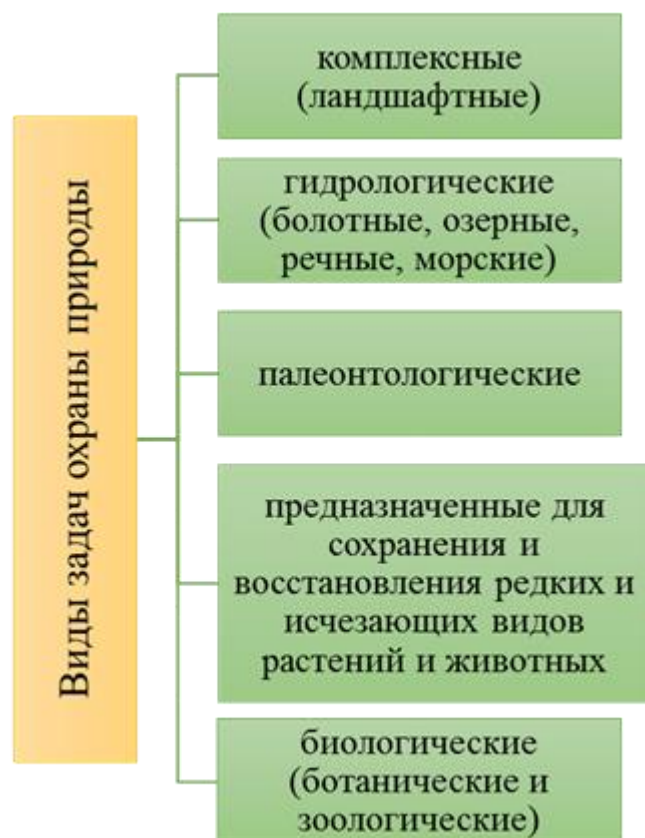 Виды задач охраны природы
комплексные
(ландшафтные)
гидрологические
(болотные, озерные,
речные, морские)
палеонтологические
предназначенные для
сохранения и
восстановления редких и
исчезающих видов
растений и животных
биологические
(ботанические и
зоологические)